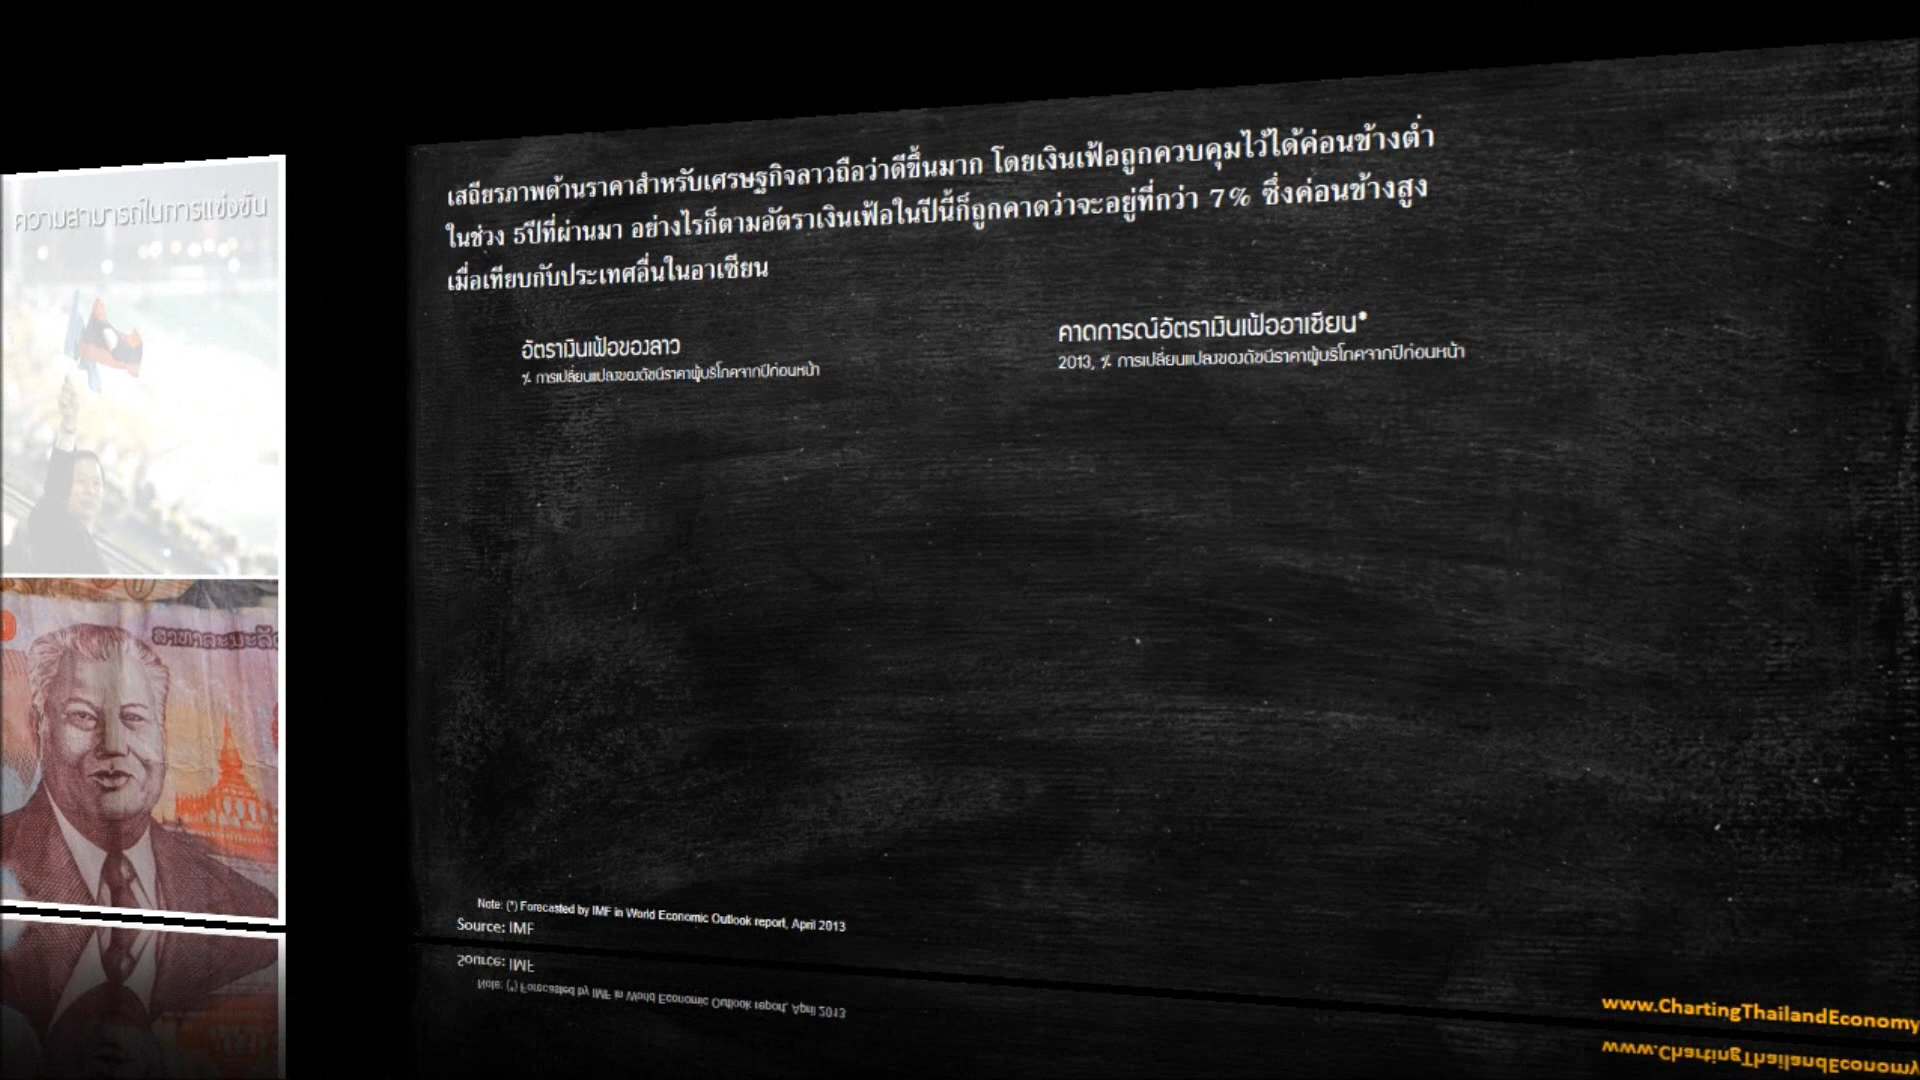 ความสามารถในการแข่งขัน
เสถียรภาพด้านราคาสำหรับเศรษฐกิจลาวถือว่าดีขึ้นมาก โดยเงินเฟ้อถูกควบคุมไว้ได้ค่อนข้างต่ำ
ในช่วง 5ปีที่ผ่านมา อย่างไรก็ตามอัตราเงินเฟ้อในปีนี้ก็ถูกคาดว่าจะอยู่ที่กว่า 7% ซึ่งค่อนข้างสูง
เมื่อเทียบกับประเทศอื่นในอาเซียน
อัตราเงินเฟ้อของลาว
% การเปลี่ยนแปลงของดัชนีราคาผู้บริโภคจากปีก่อนหน้า
คาดการณ์อัตราเงินเฟ้ออาเซียน*
2013, % การเปลี่ยนแปลงของดัชนีราคาผู้บริโภคจากปีก่อนหน้า
Note: (*) Forecasted by IMF in World Economic Outlook report, April 2013
Source: IMF
www.ChartingThailandEconomy